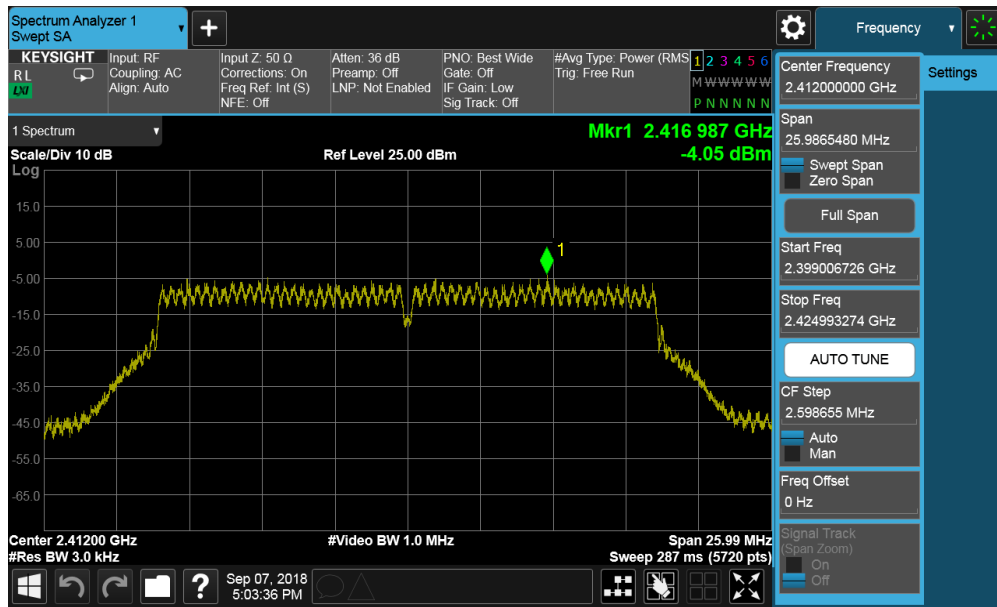 Spectrum Analyzer 1
Swept SA
+
Frequency
KEYSIGHT
R L
LXI
Input: RF
Coupling: AC
Align: Auto
Input Z: 50 Ω
Corrections: On
Freq Ref: Int (S)
NFE: Off
Atten: 36 dB
Preamp: Off
LNP: Not Enabled
PNO: Best Wide
Gate: Off
IF Gain: Low
Sig Track: Off
#Avg Type: Power (RMS
Trig: Free Run
1 2 3 4 5 6
M W W W W W
P N N N N N
Center Frequency
2.412000000 GHz
Settings
Span
25.9865480 MHz
Swept Span
Zero Span
Full Span
Start Freq
2.399006726 GHz
Stop Freq
2.424993274 GHz
AUTO TUNE
CF Step
2.598655 MHz
Auto
Man
Freq Offset
0 Hz
Signal Track
(Span Zoom)
On
Off
1 Spectrum
Scale/Div 10 dB
Ref Level 25.00 dBm
Mkr1 2.416 987 GHz
-4.05 dBm
Log
15.0
5.00
-5.00
-15.0
-25.0
-35.0
-45.0
-55.0
-65.0
1
Center 2.41200 GHz
#Video BW 1.0 MHz
Span 25.99 MHz
#Res BW 3.0 kHz
Sweep 287 ms (5720 pts)
?
Sep 07, 2018
5:03:36 PM